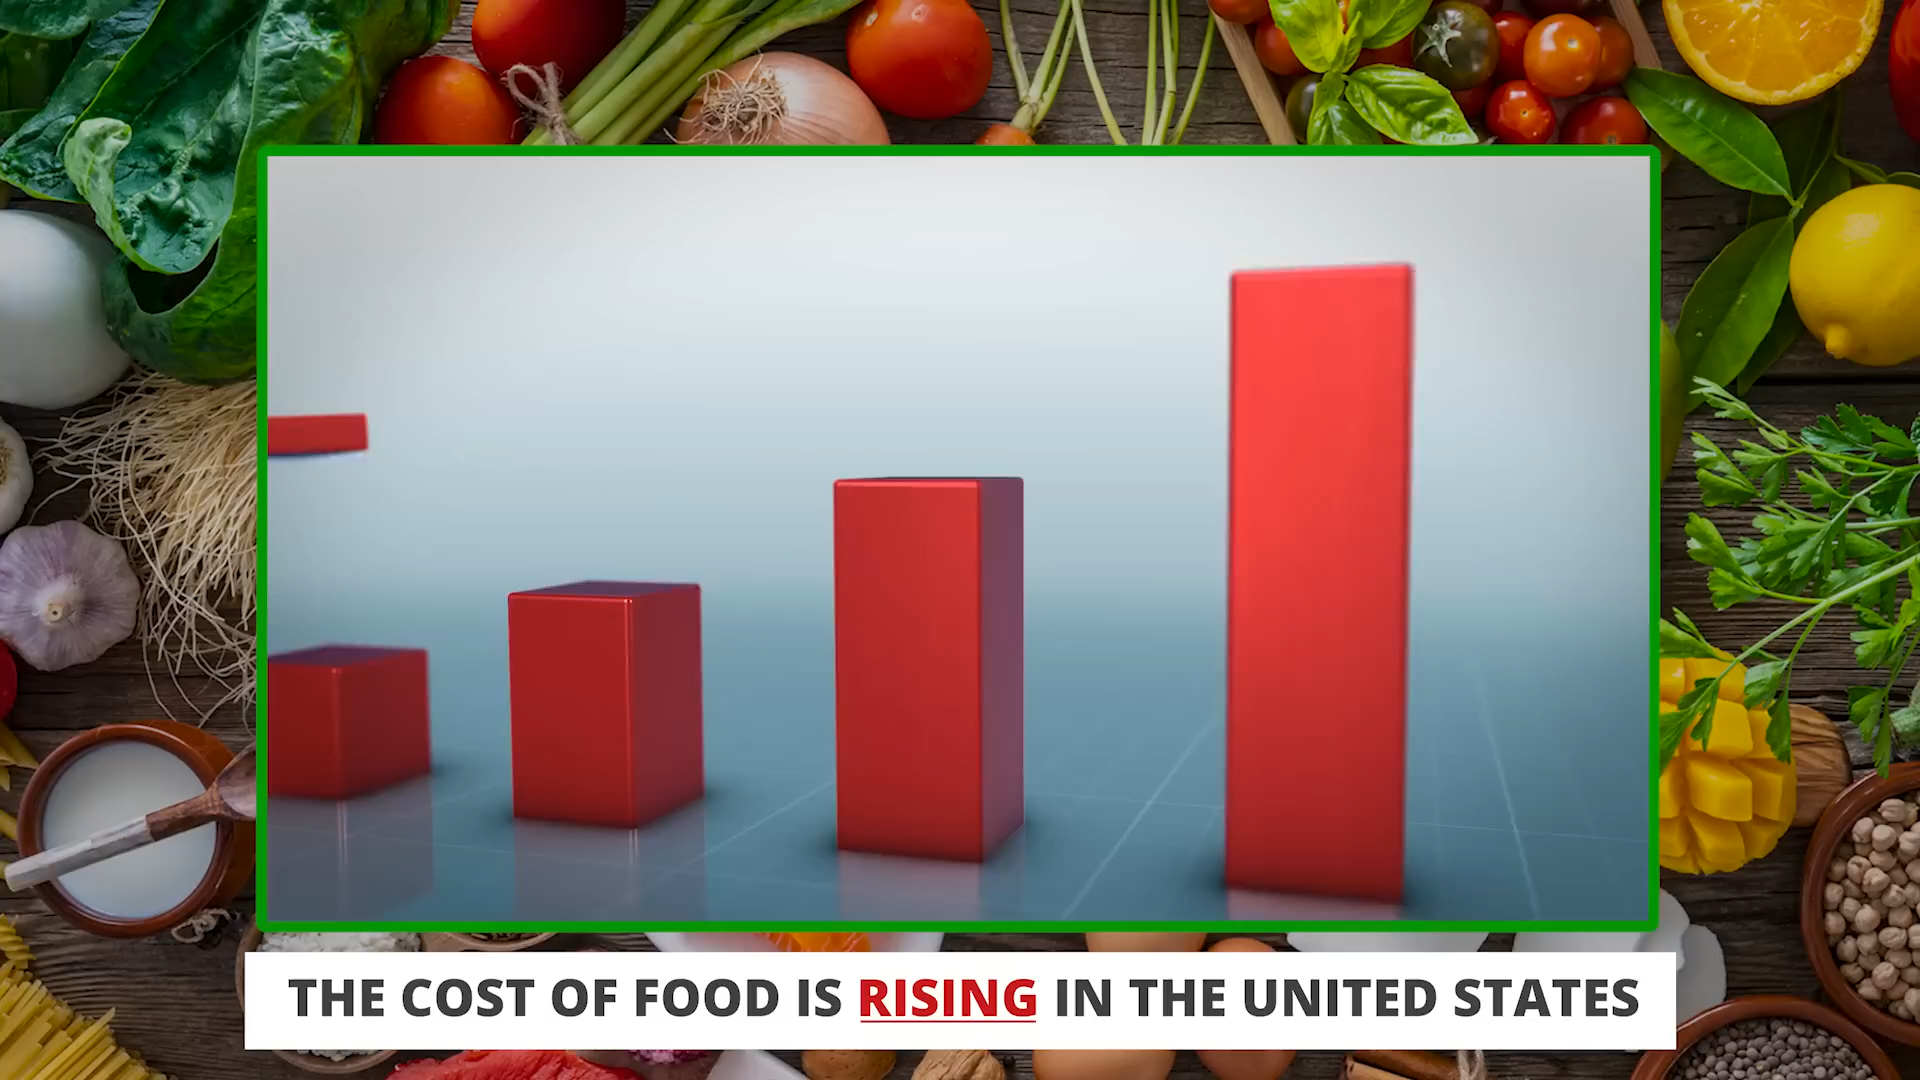 THE COST OF FOOD IS RISING IN THE UNITED STATES